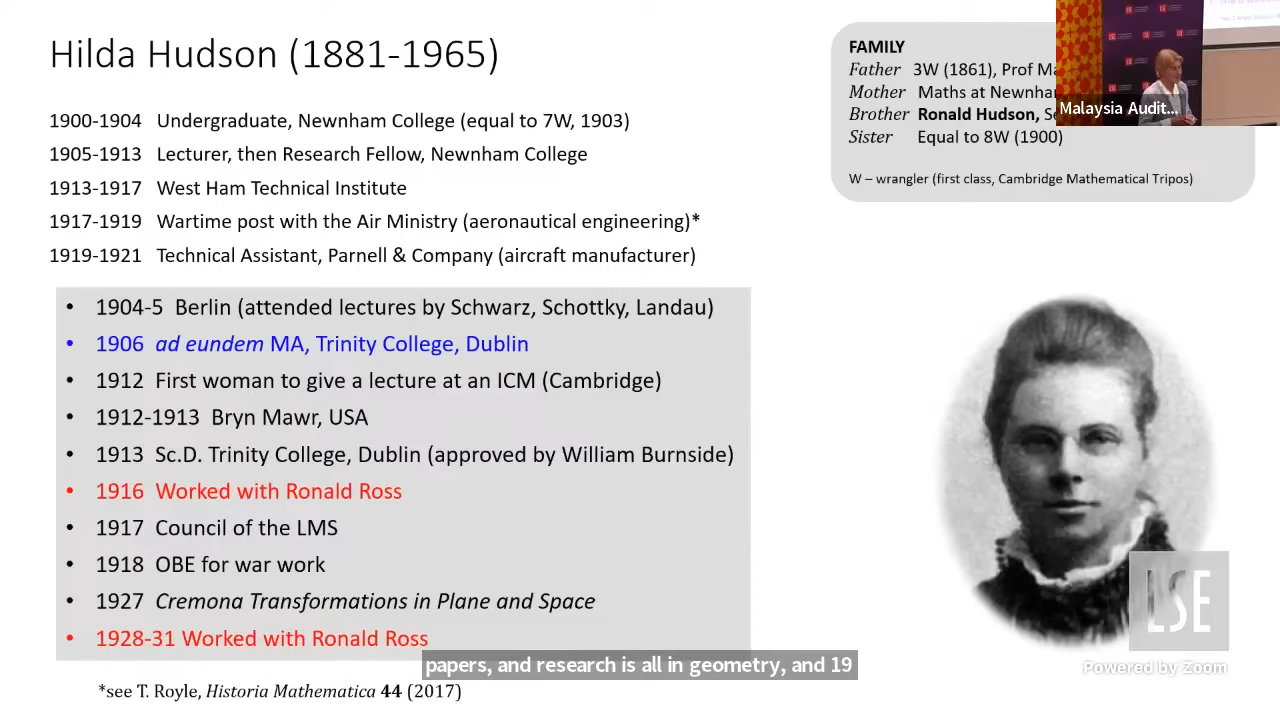 Hilda Hudson (1881-1965)
1900-1904 Undergraduate, Newnham College (equal to 7W, 1903)
1905-1913 Lecturer, then Research Fellow, Newnham College
1913-1917 West Ham Technical Institute
1917-1919 Wartime post with the Air Ministry (aeronautical engineering)*
1919-1921 Technical Assistant, Parnell & Company (aircraft manufacturer)
• 1904-5 Berlin (attended lectures by Schwarz, Schottky, Landau)
• 1906 ad eundem MA, Trinity College, Dublin
• 1912 First woman to give a lecture at an ICM (Cambridge)
• 1912-1913 Bryn Mawr, USA
• 1913 Sc.D. Trinity College, Dublin (approved by William Burnside)
• 1916 Worked with Ronald Ross
• 1917 Council of the LMS
• 1918 OBE for war work
• 1927 Cremona Transformations in Plane and Space
• 1928-31 Worked with Ronald Ross
*see T. Royle, Historia Mathematica 44 (2017)
FAMILY
Father 3W (1861), Prof
Mother Maths at Newnham
Brother Ronald Hudson,
Sister Equal to 8W (1900)
W – wrangler (first class, Cambridge Mathematical Tripos)
Malaysia Audit...
LSE
Powered by Zoom
papers, and research is all in geometry, and 19